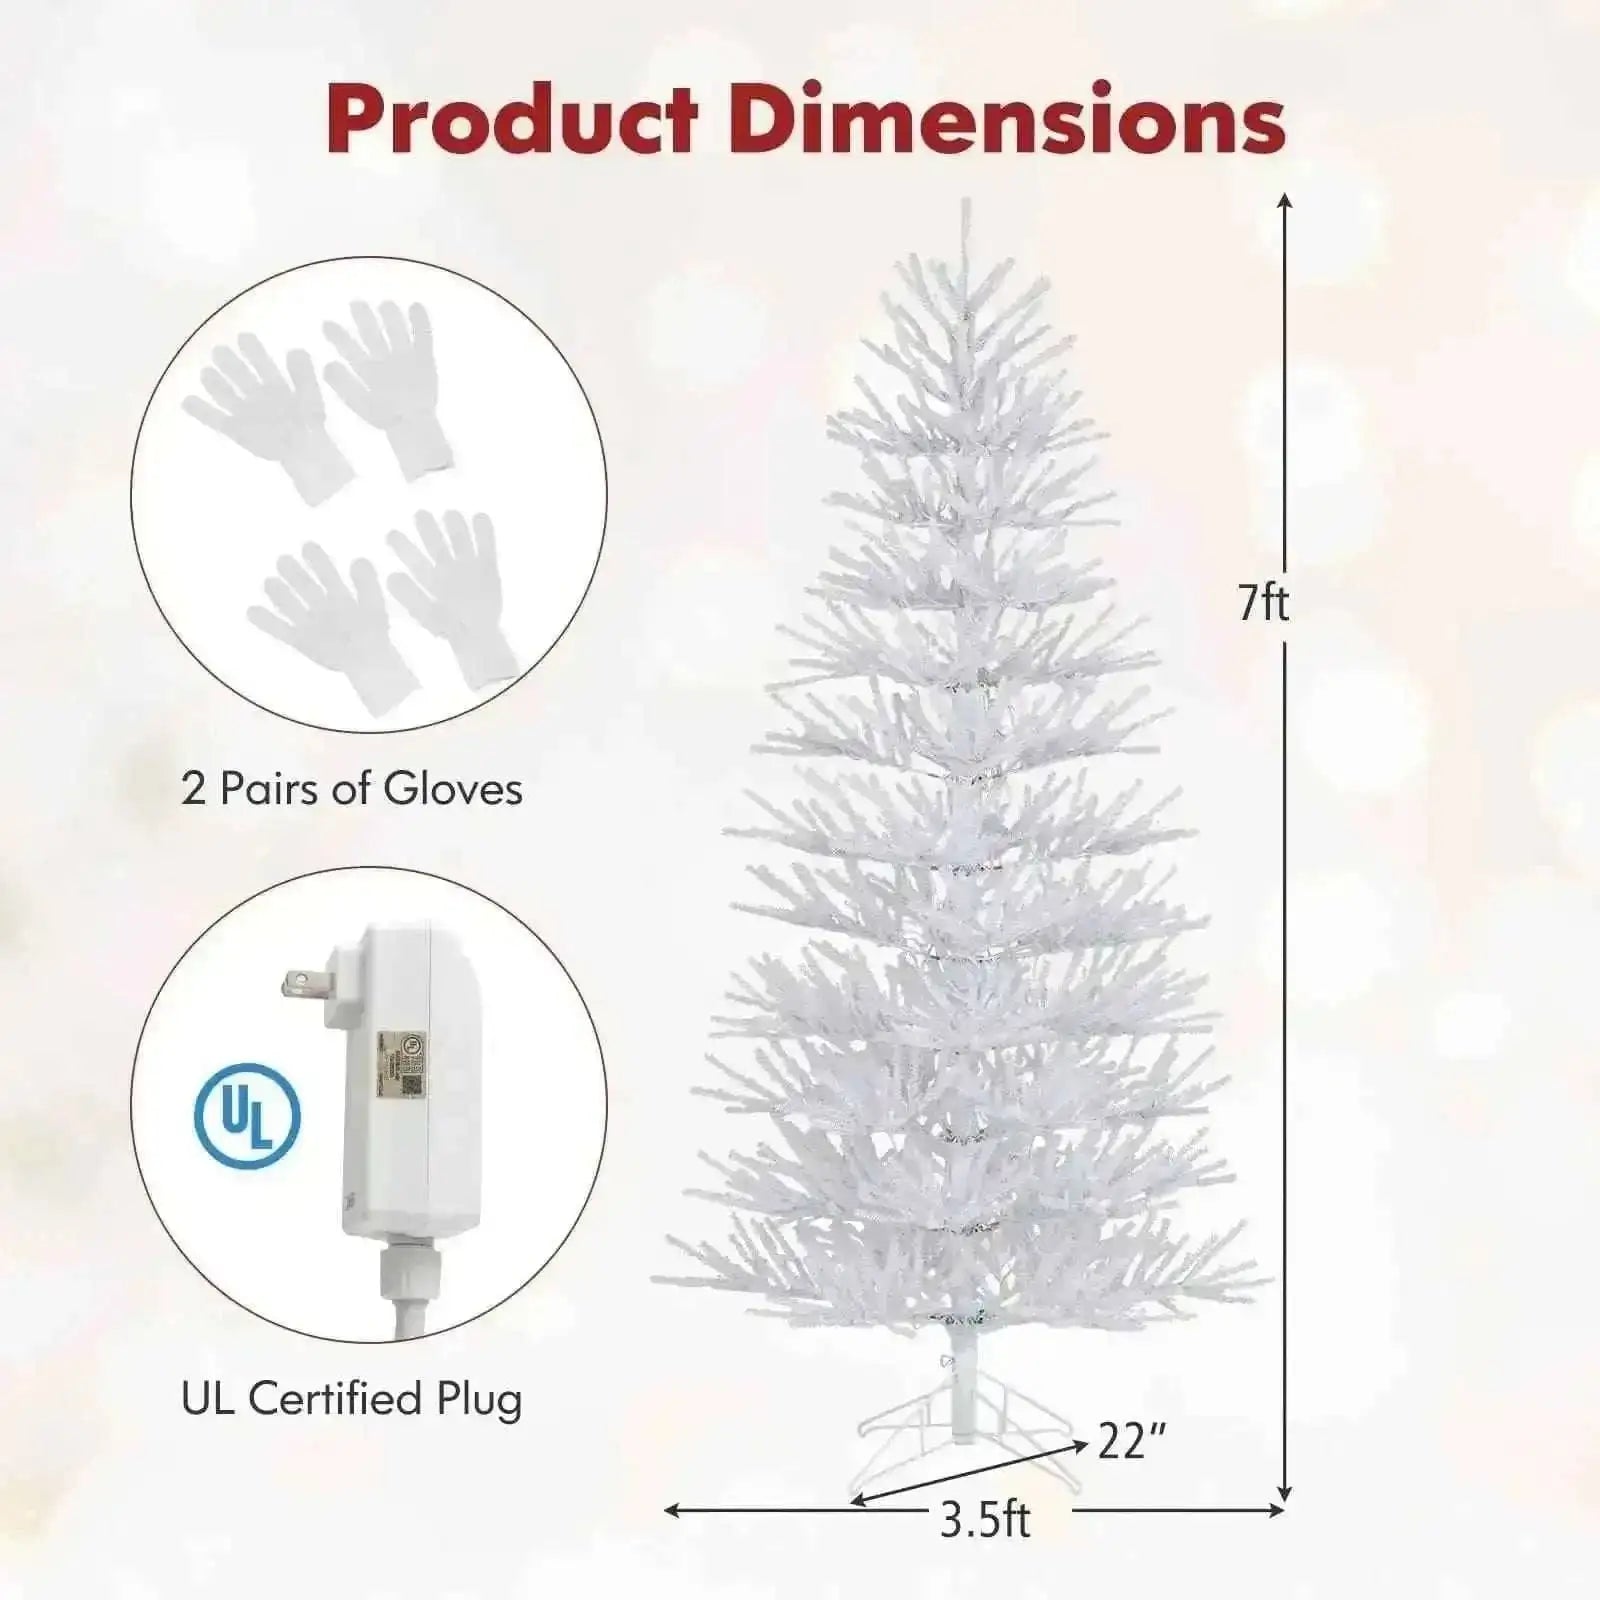 Product Dimensions
7ft
2 Pairs of Gloves
UL
UL Certified Plug
22"
3.5ft